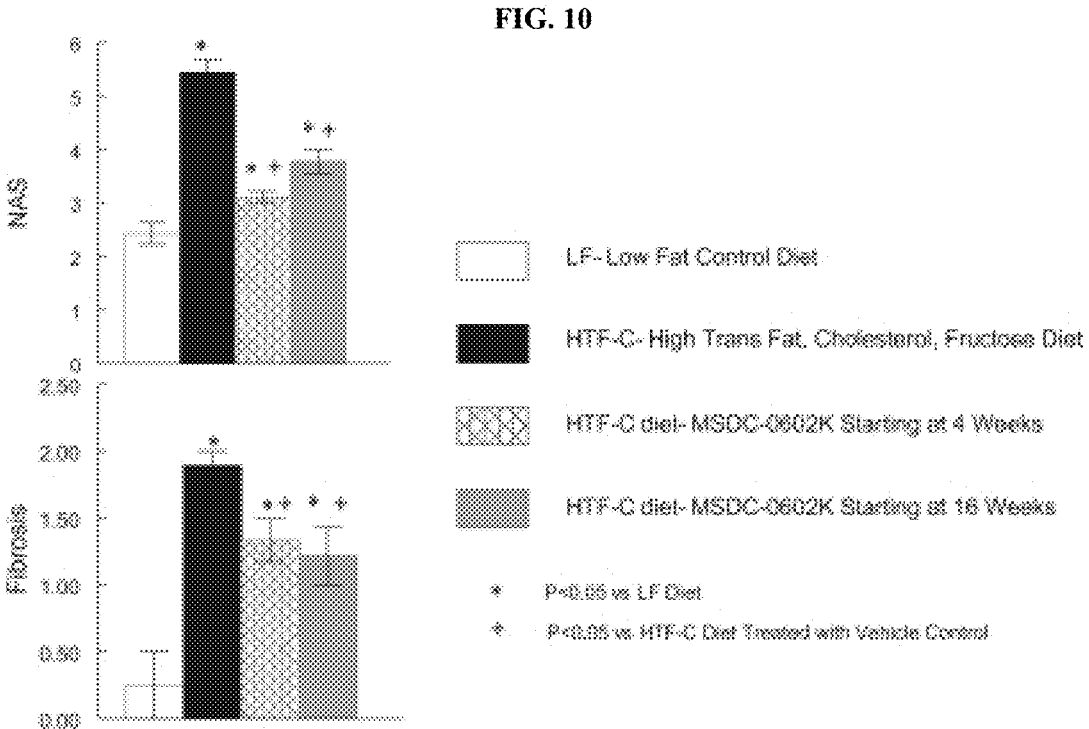 FIG. 10
NAS
6
5
4
3
2
1
0
*
* +
* +
Fibrosis
2.50
2.00
1.50
1.00
0.50
0.00
*
*+
* +
LF- Low Fat Control Diet
HTF-C- High Trans Fat, Cholesterol, Fructose Diet
HTF-C diet- MSDC-0602K Starting at 4 Weeks
HTF-C diet- MSDC-0602K Starting at 16 Weeks
* P<0.05 vs LF Diet
+ P<0.05 vs HTF-C Diet Treated with Vehicle Control